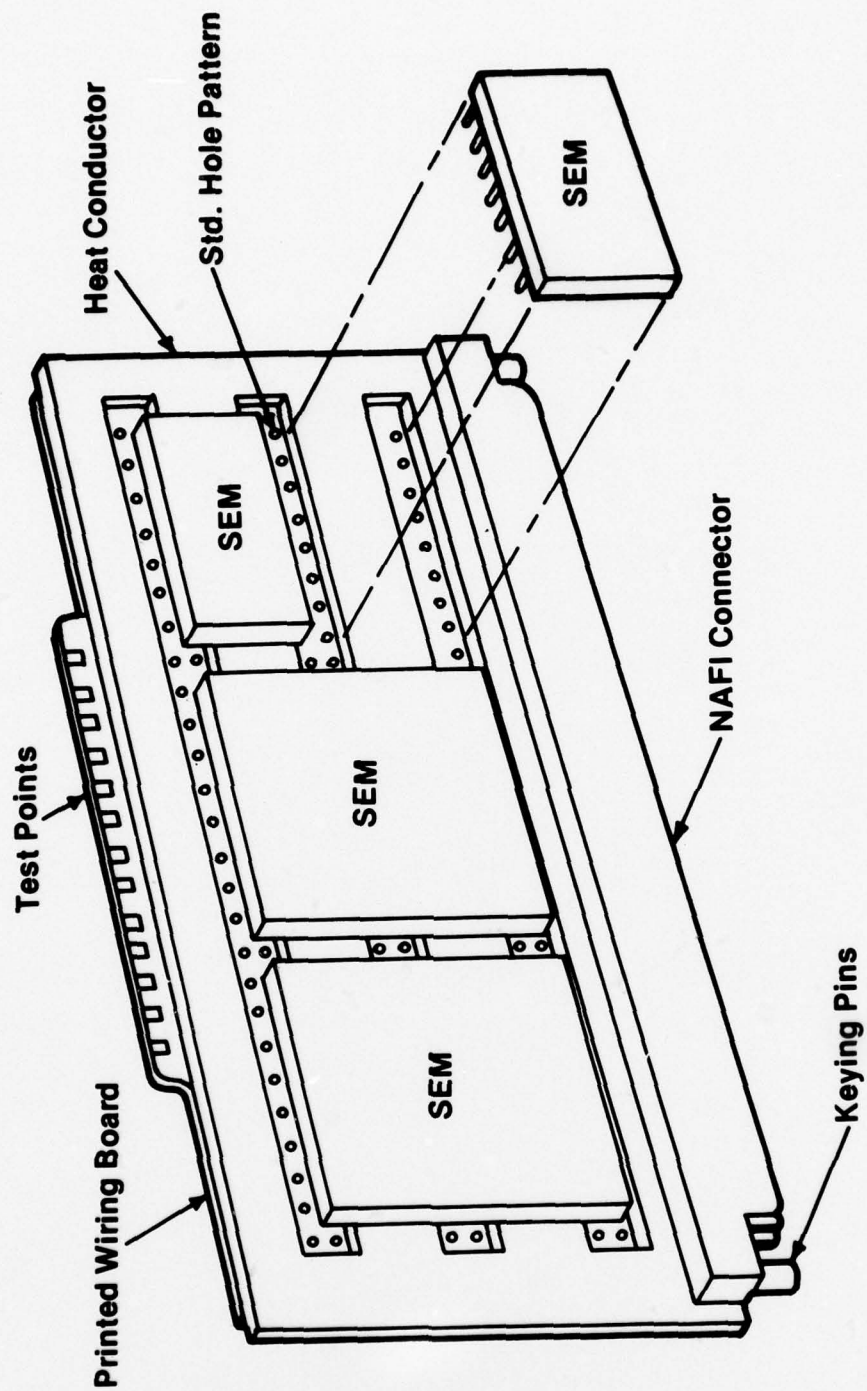 Test Points
Printed Wiring Board
Heat Conductor
Std. Hole Pattern
SEM
SEM
SEM
SEM
NAFI Connector
Keying Pins